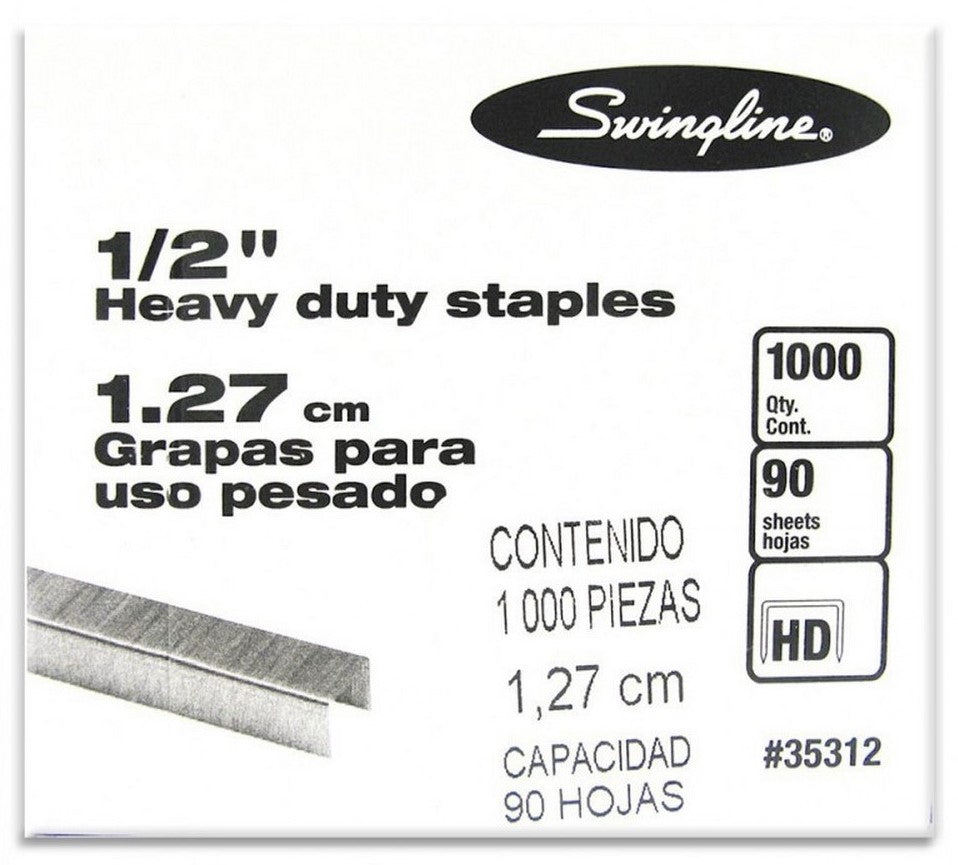 Swingline®
1/2"
Heavy duty staples
1.27 cm
Grapas para
uso pesado
1000
Qty.
Cont.
90
sheets
hojas
HD
CONTENIDO
1 000 PIEZAS
1,27 cm
CAPACIDAD
90 HOJAS
#35312